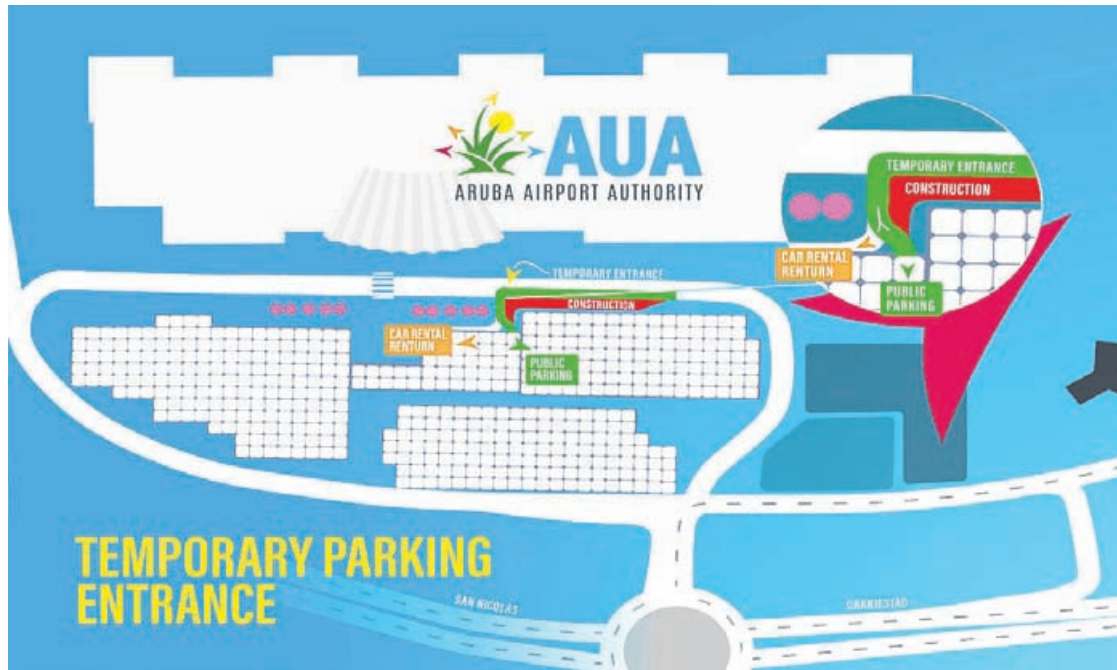 AUA
ARUBA AIRPORT AUTHORITY
TEMPORARY ENTRANCE
CONSTRUCTION
CAR RENTAL
RENTURN
PUBLIC
PARKING
TEMPORARY ENTRANCE
CONSTRUCTION
CAR RENTAL
RENTURN
PUBLIC
PARKING
TEMPORARY PARKING
ENTRANCE
SAN NICOLAS
ORANJESTAD